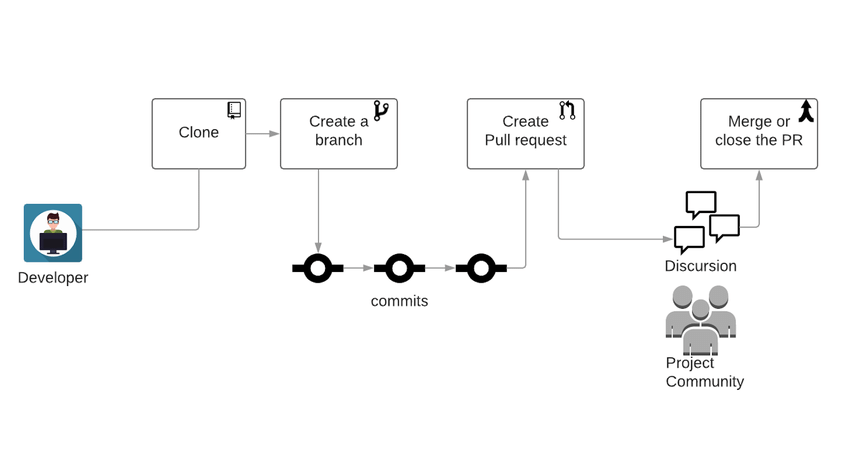 Clone
Create a
branch
Create
Pull request
Merge or
close the PR
Developer
commits
Discursion
Project
Community